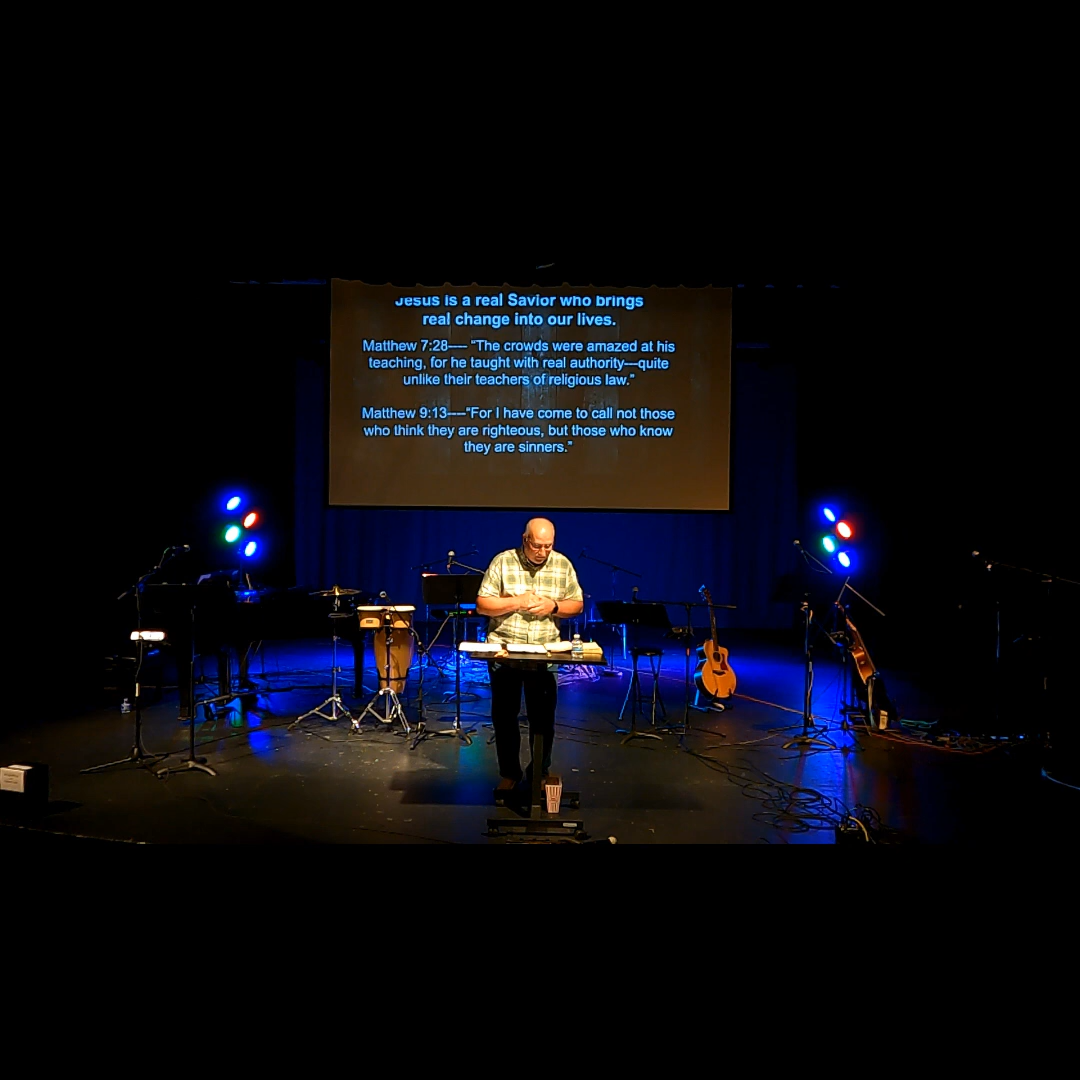 Jesus is a real Savior who brings
real change into our lives.
Matthew 7:28–— “The crowds were amazed at his
teaching, for he taught with real authority—quite
unlike their teachers of religious law.”
Matthew 9:13—–“For I have come to call not those
who think they are righteous, but those who know
they are sinners.”